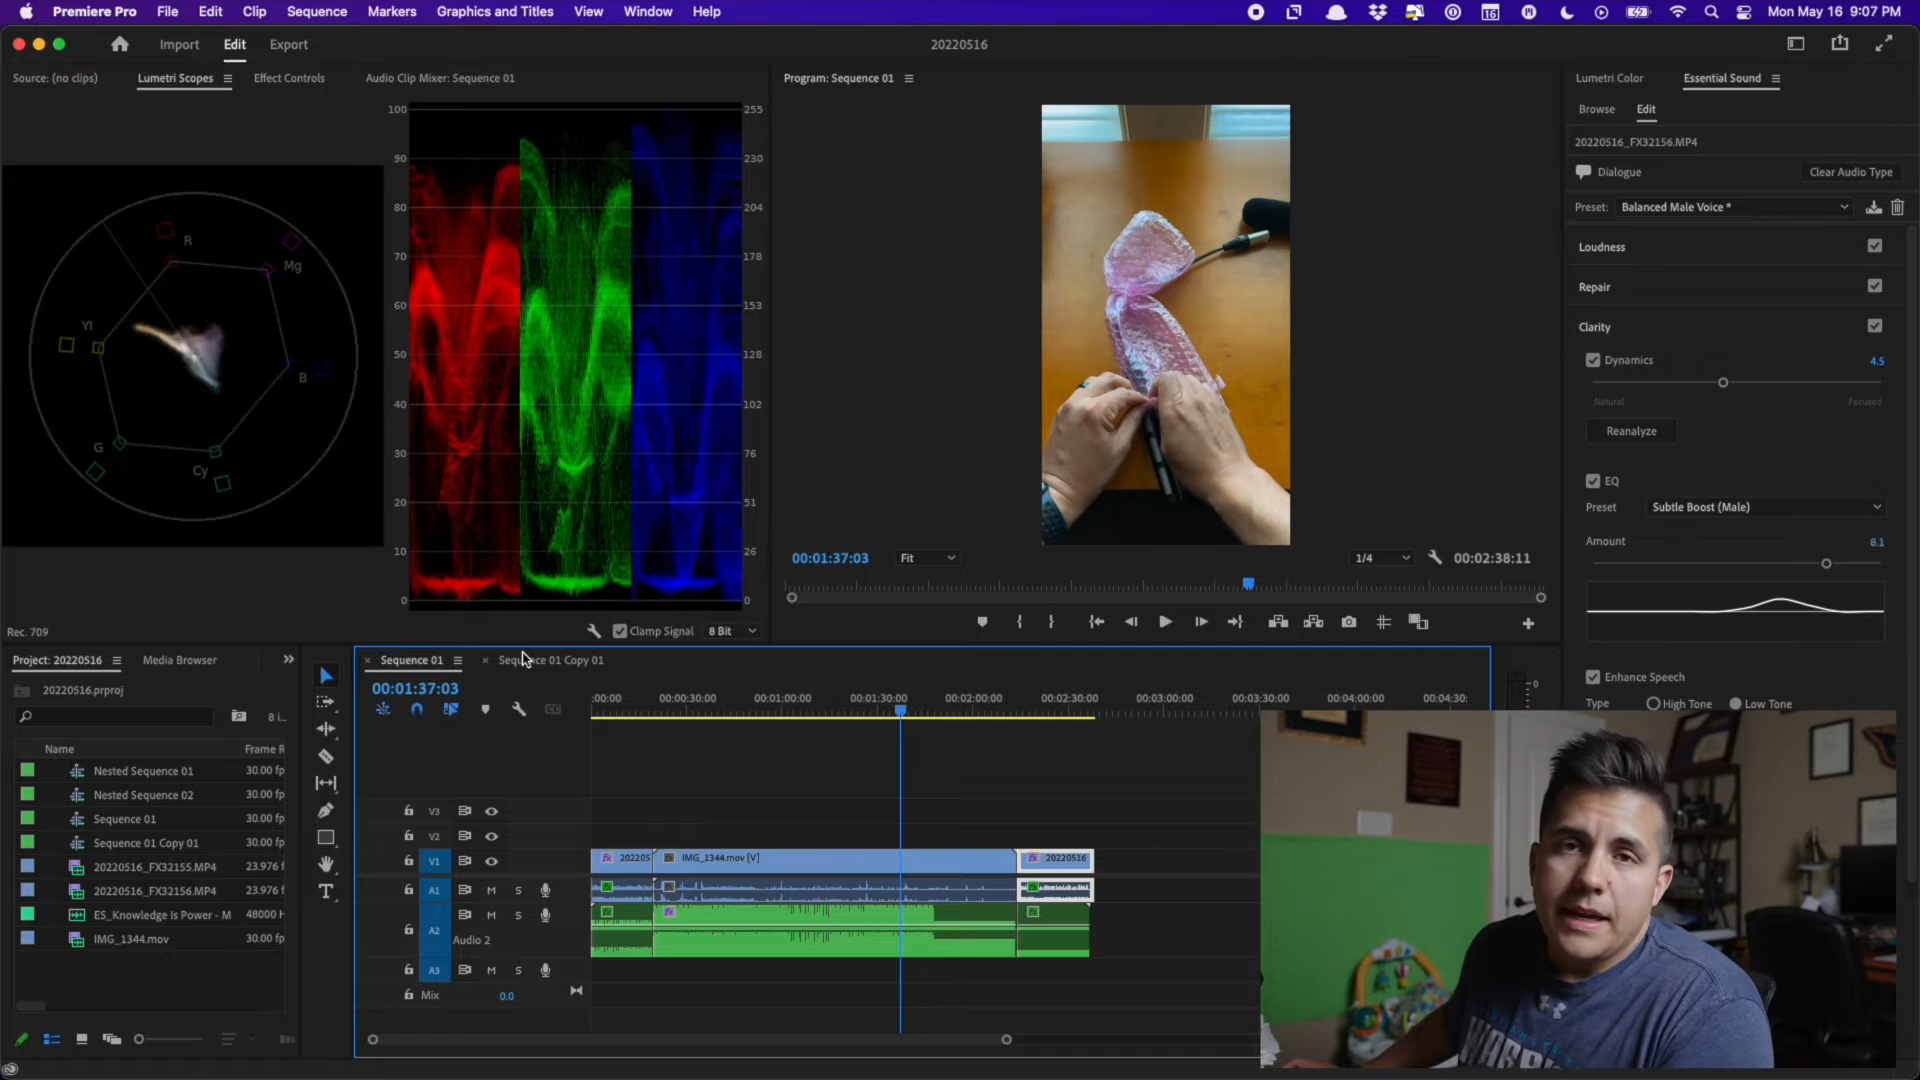 Premiere Pro File Edit Clip Sequence Markers Graphics and Titles View Window Help
16 Mon May 16 9:07 PM
Import Edit Export
20220516
Source: (no clips) Lumetri Scopes Effect Controls Audio Clip Mixer: Sequence 01
Program: Sequence 01
Lumetri Color Essential Sound
Browse Edit
20220516_FX32156.MP4
Dialogue Clear Audio Type
Preset: Balanced Male Voice *
Loudness
Repair
Clarity
Dynamics 4.5
Natural Focused
Reanalyze
EQ
Preset Subtle Boost (Male)
Amount 8.1
Enhance Speech
Type High Tone Low Tone
R
Mg
Yl
B
G
Cy
100 255
90 230
80 204
70 178
60 153
50 128
40 102
30 76
20 51
10 26
0 0
Rec. 709
Clamp Signal 8 Bit
00:01:37:03 Fit 1/4 00:02:38:11
Project: 20220516 Media Browser
20220516.prproj
8 i...
Name Frame R
Nested Sequence 01 30.00 fp
Nested Sequence 02 30.00 fp
Sequence 01 30.00 fp
Sequence 01 Copy 01 30.00 fp
20220516_FX32155.MP4 23.976 f
20220516_FX32156.MP4 23.976 f
ES_Knowledge Is Power - M 48000 H
IMG_1344.mov 30.00 fp
Sequence 01 Sequence 01 Copy 01
00:01:37:03
:00:00 00:00:30:00 00:01:00:00 00:01:30:00 00:02:00:00 00:02:30:00 00:03:00:00 00:03:30:00 00:04:00:00 00:04:30:
0
V3
V2
V1 fx 202205 IMG_1344.mov [V] fx 20220516
A1 M S
A2 M S
Audio 2
A3 M S
Mix 0.0